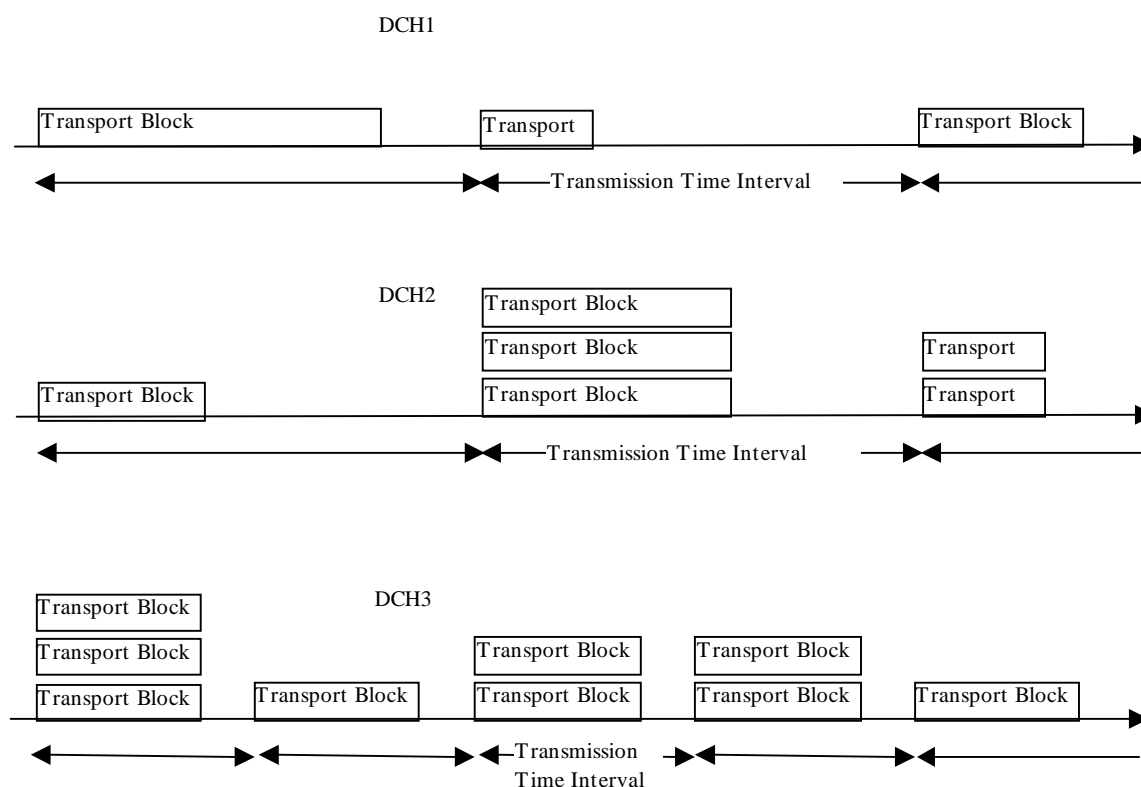 DCH1
Transport Block
Transport
Transport Block
Transmission Time Interval
DCH2
Transport Block
Transport Block
Transport
Transport Block
Transport Block
Transport
Transmission Time Interval
DCH3
Transport Block
Transport Block
Transport Block
Transport Block
Transport Block
Transport Block
Transport Block
Transport Block
Transport Block
Transport Block
Transmission
Time Interval